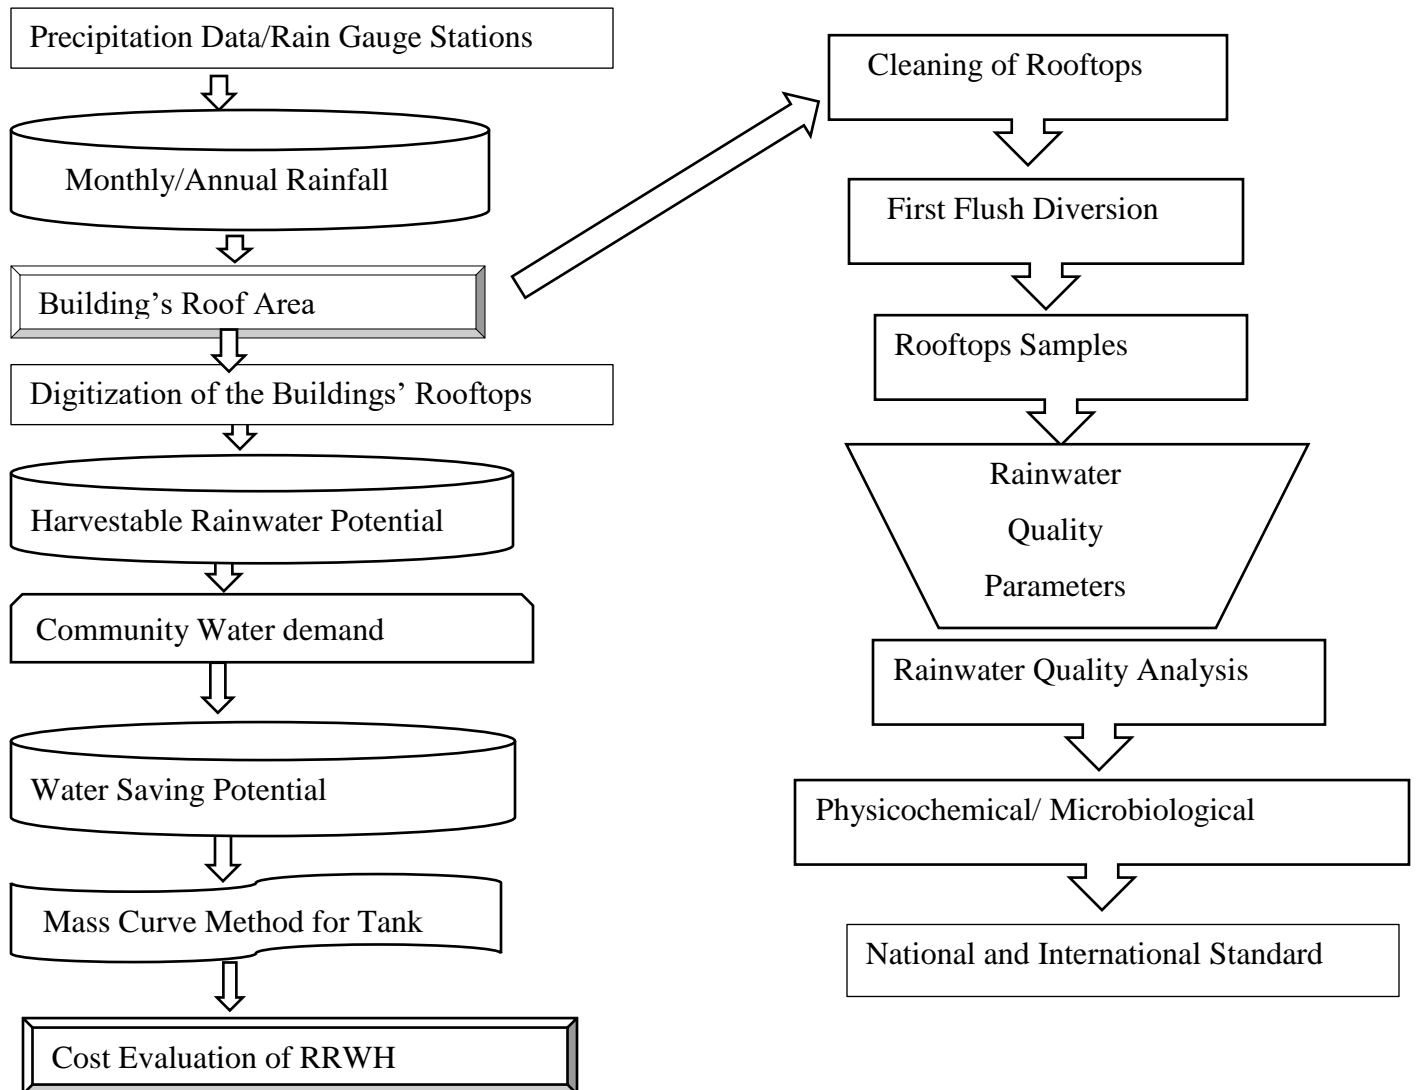 Precipitation Data/Rain Gauge Stations
Monthly/Annual Rainfall
Building’s Roof Area
Digitization of the Buildings’ Rooftops
Harvestable Rainwater Potential
Community Water demand
Water Saving Potential
Mass Curve Method for Tank
Cost Evaluation of RRWH
Cleaning of Rooftops
First Flush Diversion
Rooftops Samples
Rainwater
Quality
Parameters
Rainwater Quality Analysis
Physicochemical/ Microbiological
National and International Standard